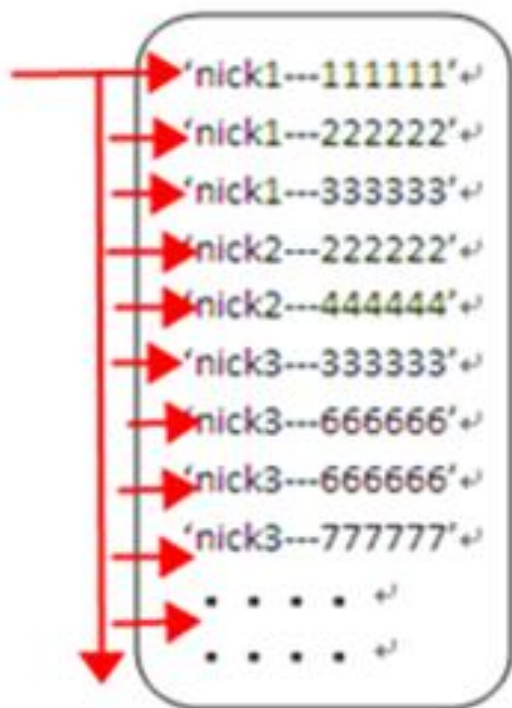 ‘nick1---111111’↵
‘nick1---222222’↵
‘nick1---333333’↵
‘nick2---222222’↵
‘nick2---444444’↵
‘nick3---333333’↵
‘nick3---666666’↵
‘nick3---666666’↵
‘nick3---777777’↵
. . . . ↵
. . . . ↵